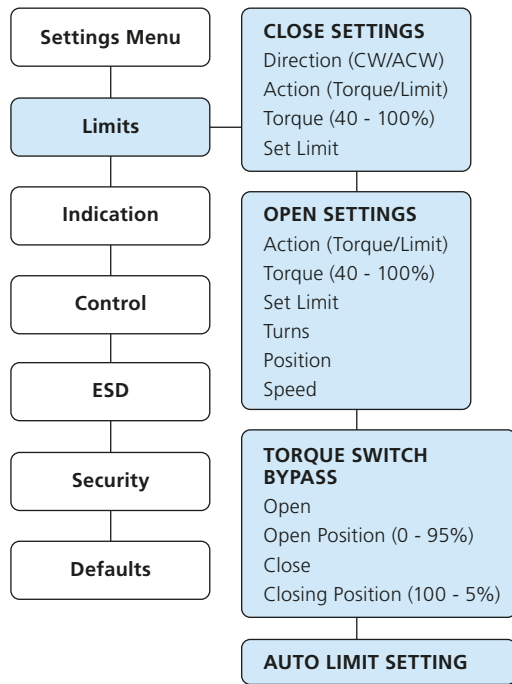 Settings Menu
Limits
Indication
Control
ESD
Security
Defaults
CLOSE SETTINGS
Direction (CW/ACW)
Action (Torque/Limit)
Torque (40 - 100%)
Set Limit
OPEN SETTINGS
Action (Torque/Limit)
Torque (40 - 100%)
Set Limit
Turns
Position
Speed
TORQUE SWITCH
BYPASS
Open
Open Position (0 - 95%)
Close
Closing Position (100 - 5%)
AUTO LIMIT SETTING